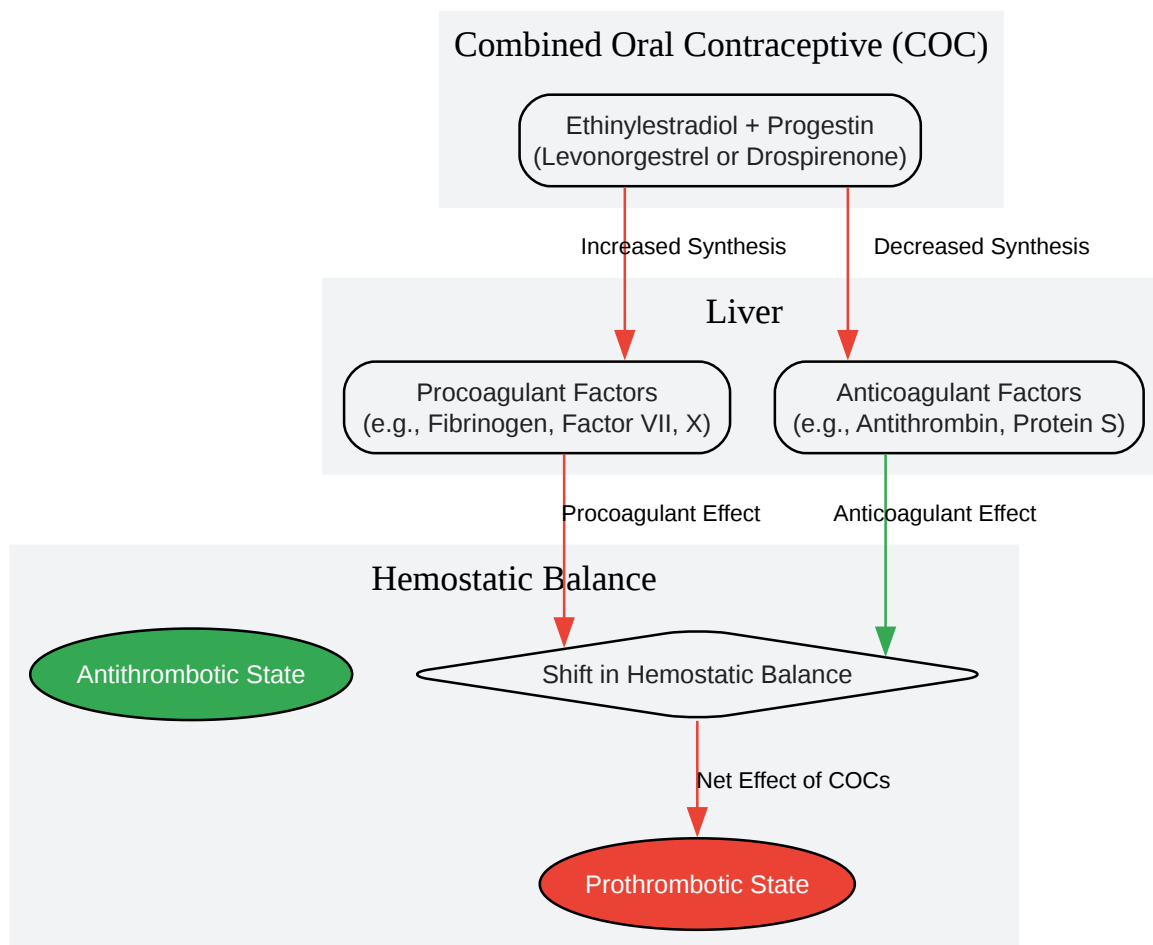 Combined Oral Contraceptive (COC)
Ethinylestradiol + Progestin
(Levonorgestrel or Drospirenone)
Increased Synthesis
Decreased Synthesis
Liver
Procoagulant Factors
(e.g., Fibrinogen, Factor VII, X)
Anticoagulant Factors
(e.g., Antithrombin, Protein S)
Procoagulant Effect
Anticoagulant Effect
Hemostatic Balance
Antithrombotic State
Shift in Hemostatic Balance
Net Effect of COCs
Prothrombotic State